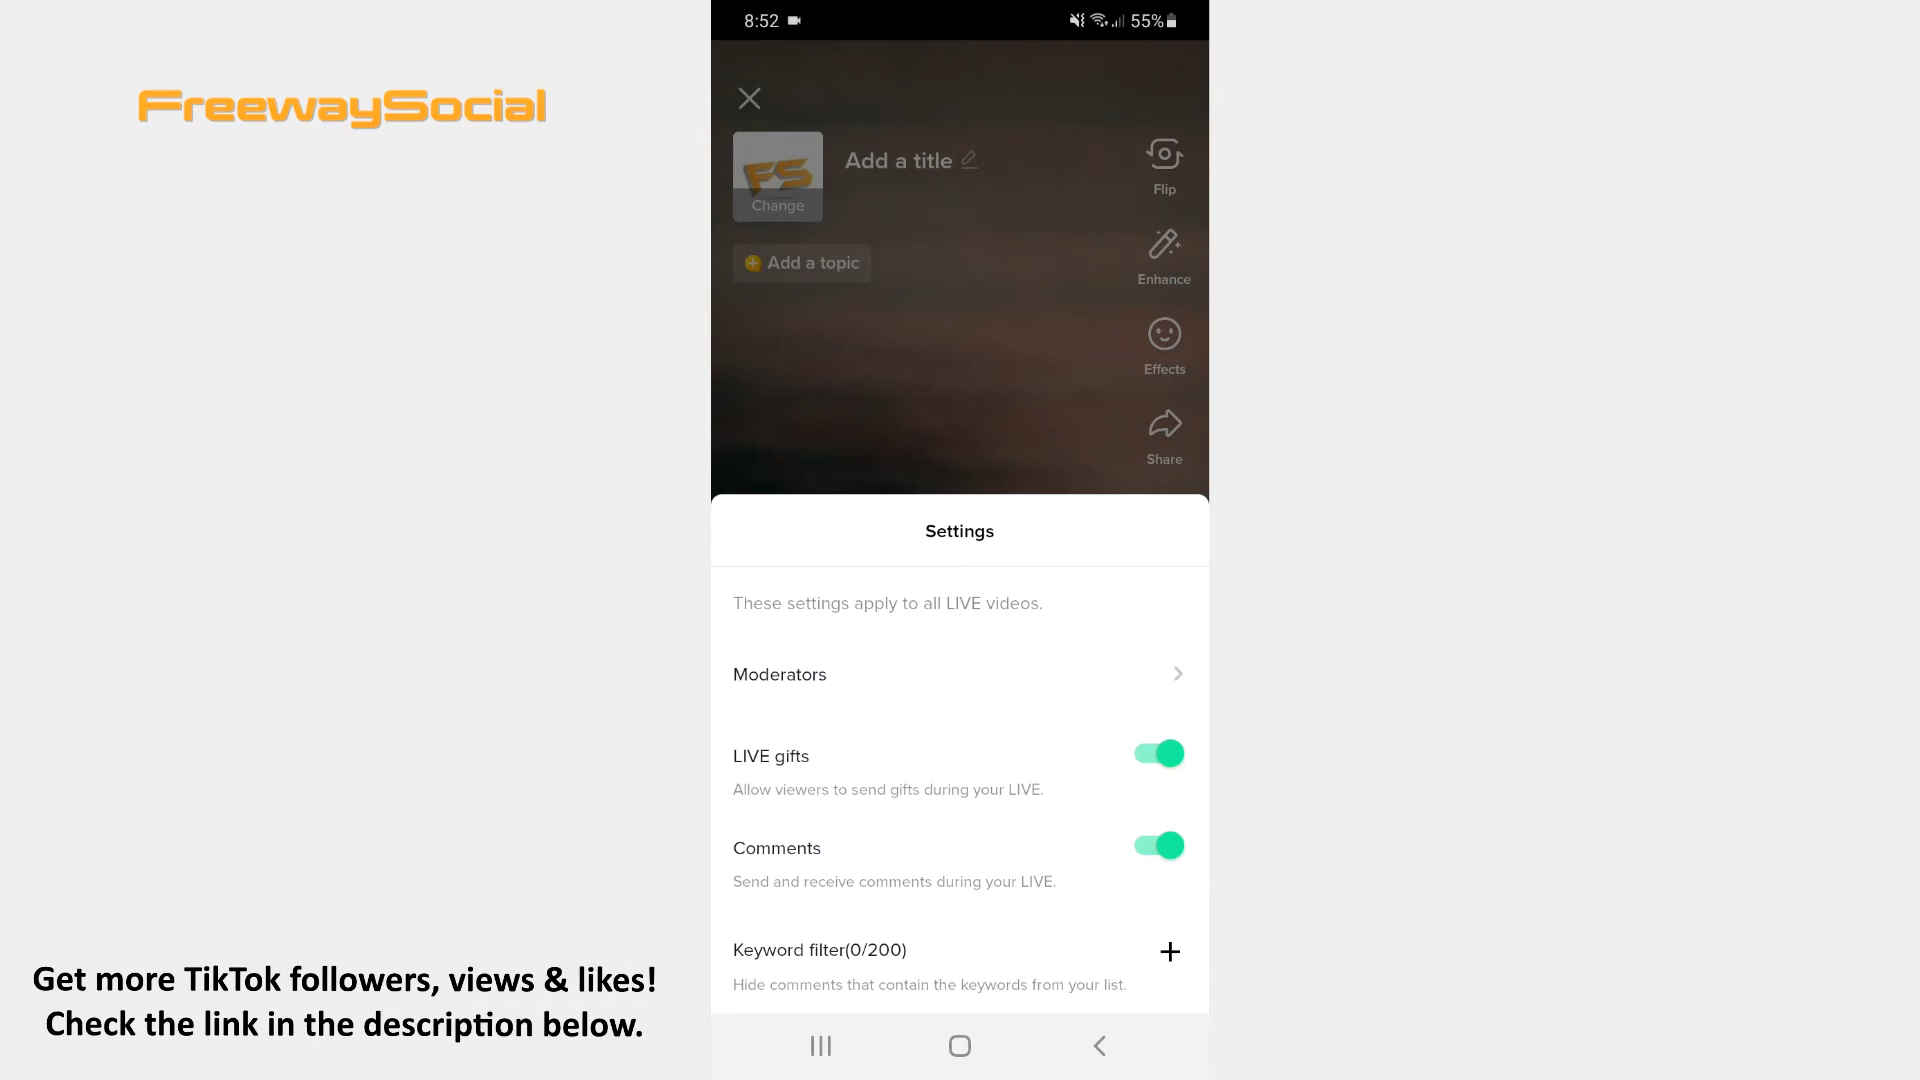 FreewaySocial
8:52
55%
FS
Change
Add a title
Add a topic
Flip
Enhance
Effects
Share
Settings
These settings apply to all LIVE videos.
Moderators
LIVE gifts
Allow viewers to send gifts during your LIVE.
Comments
Send and receive comments during your LIVE.
Keyword filter(0/200)
Hide comments that contain the keywords from your list.
Get more TikTok followers, views & likes!
Check the link in the description below.